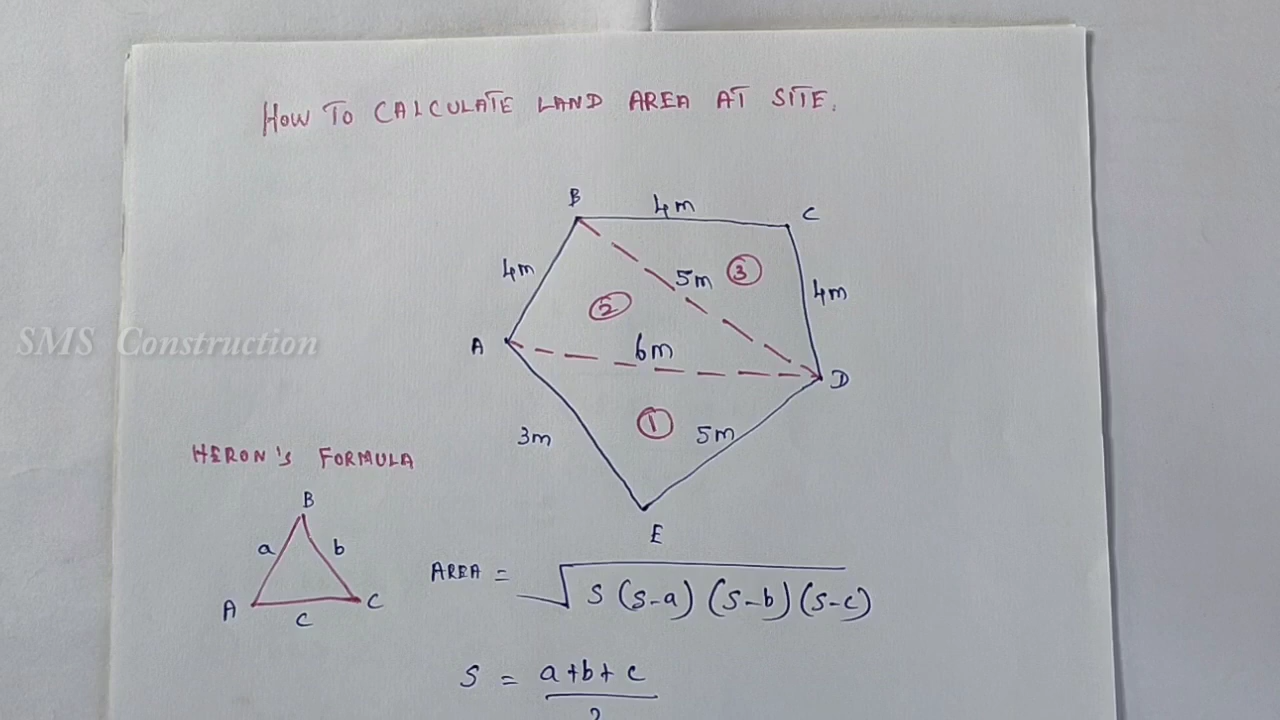 HOW TO CALCULATE LAND AREA AT SITE.
B
4m
C
4m
5m
3
4m
2
SMS Construction
A
6m
D
1
3m
5m
HERON'S FORMULA
B
E
a
b
AREA = √s(s-a)(s-b)(s-c)
A
C
c
s = a+b+c
2